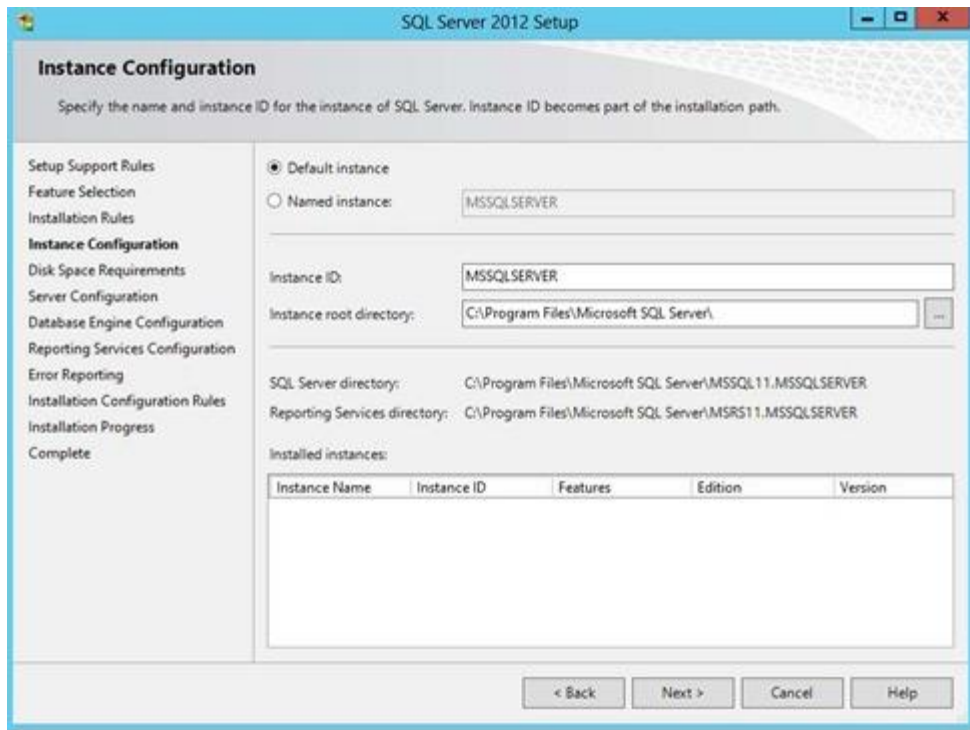 SQL Server 2012 Setup
Instance Configuration
Specify the name and instance ID for the instance of SQL Server. Instance ID becomes part of the installation path.
Setup Support Rules
Feature Selection
Installation Rules
Instance Configuration
Disk Space Requirements
Server Configuration
Database Engine Configuration
Reporting Services Configuration
Error Reporting
Installation Configuration Rules
Installation Progress
Complete
Default instance
Named instance: MSSQLSERVER
Instance ID: MSSQLSERVER
Instance root directory: C:\Program Files\Microsoft SQL Server\ ...
SQL Server directory: C:\Program Files\Microsoft SQL Server\MSSQL11.MSSQLSERVER
Reporting Services directory: C:\Program Files\Microsoft SQL Server\MSRS11.MSSQLSERVER
Installed instances:
Instance Name Instance ID Features Edition Version
< Back Next > Cancel Help